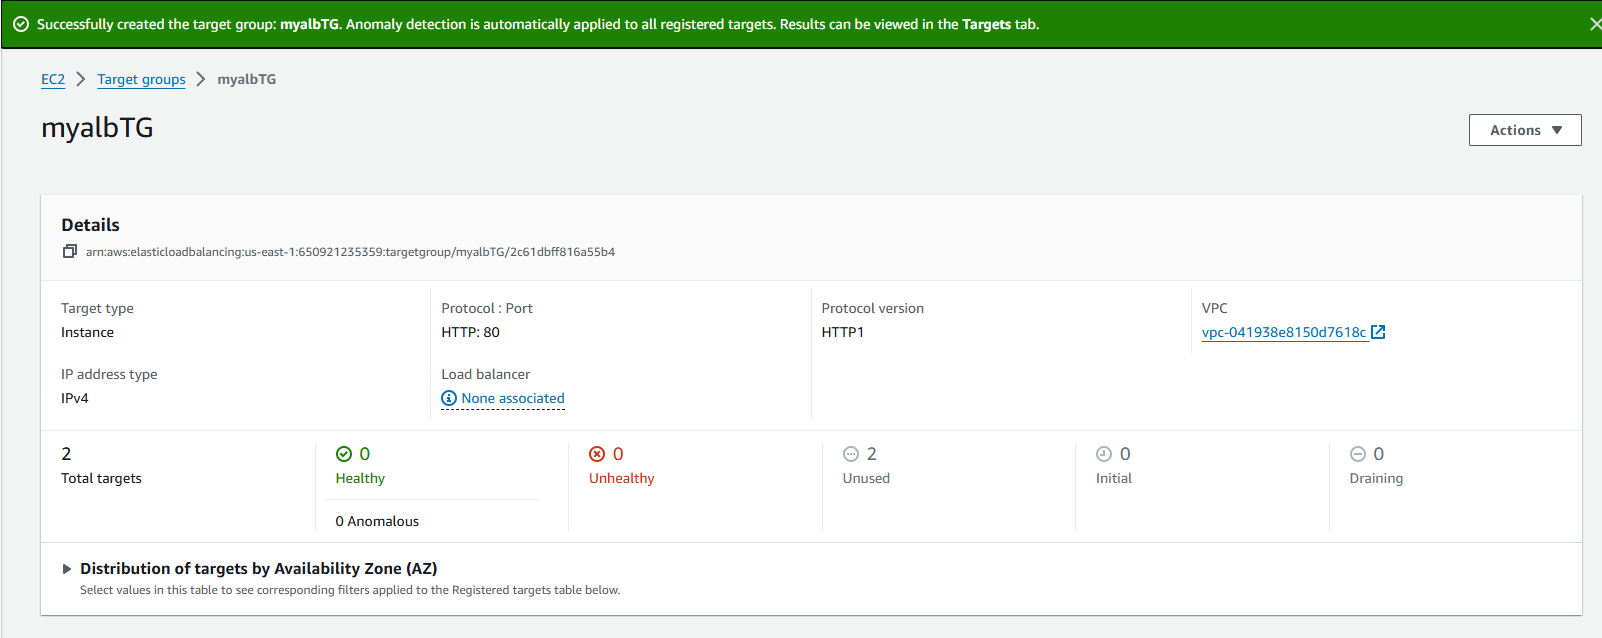 Successfully created the target group: myalbTG. Anomaly detection is automatically applied to all registered targets. Results can be viewed in the Targets tab.
EC2 > Target groups > myalbTG
myalbTG
Actions
Details
arn:aws:elasticloadbalancing:us-east-1:650921235359:targetgroup/myalbTG/2c61dbff816a55b4
Target type
Instance
Protocol : Port
HTTP: 80
Protocol version
HTTP1
VPC
vpc-041938e8150d7618c
IP address type
IPv4
Load balancer
None associated
2
Total targets
0
Healthy
0 Anomalous
0
Unhealthy
2
Unused
0
Initial
0
Draining
Distribution of targets by Availability Zone (AZ)
Select values in this table to see corresponding filters applied to the Registered targets table below.